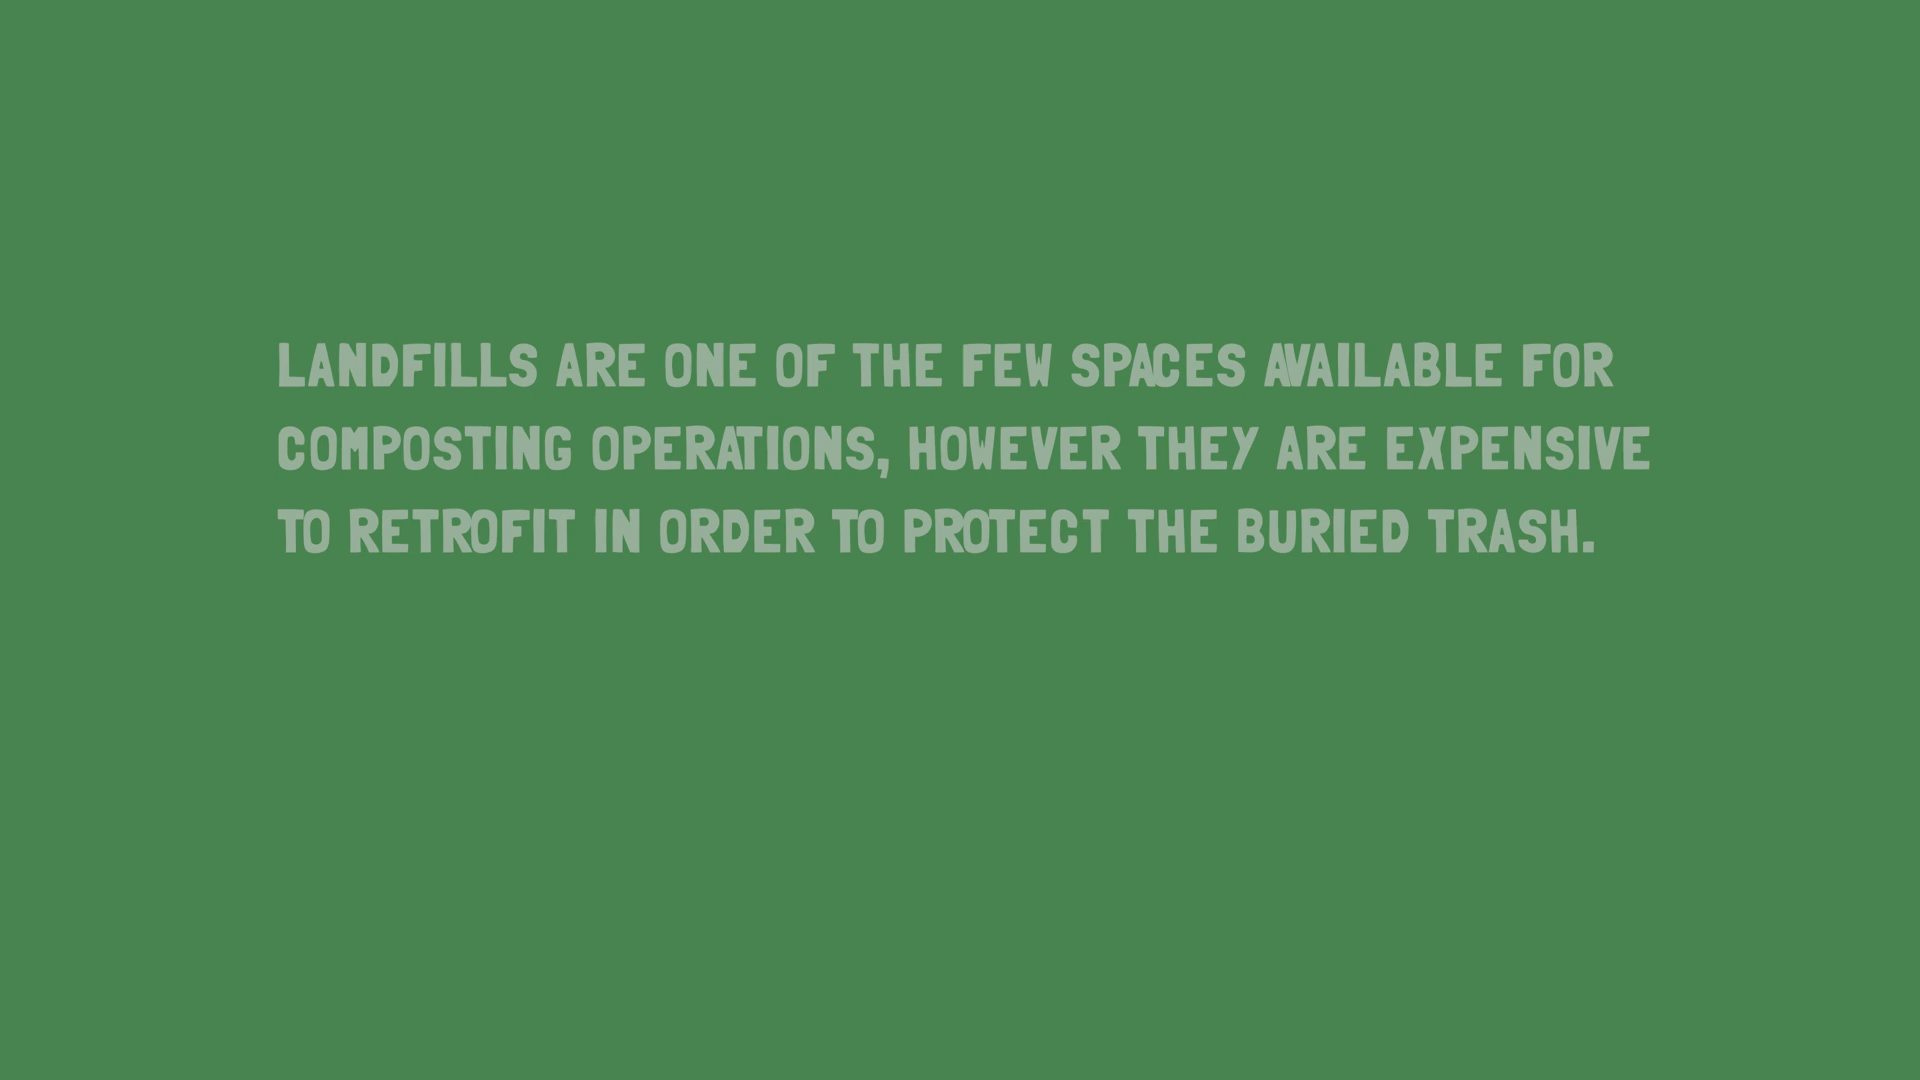 LANDFILLS ARE ONE OF THE FEW SPACES AVAILABLE FOR
COMPOSTING OPERATIONS, HOWEVER THEY ARE EXPENSIVE
TO RETROFIT IN ORDER TO PROTECT THE BURIED TRASH.